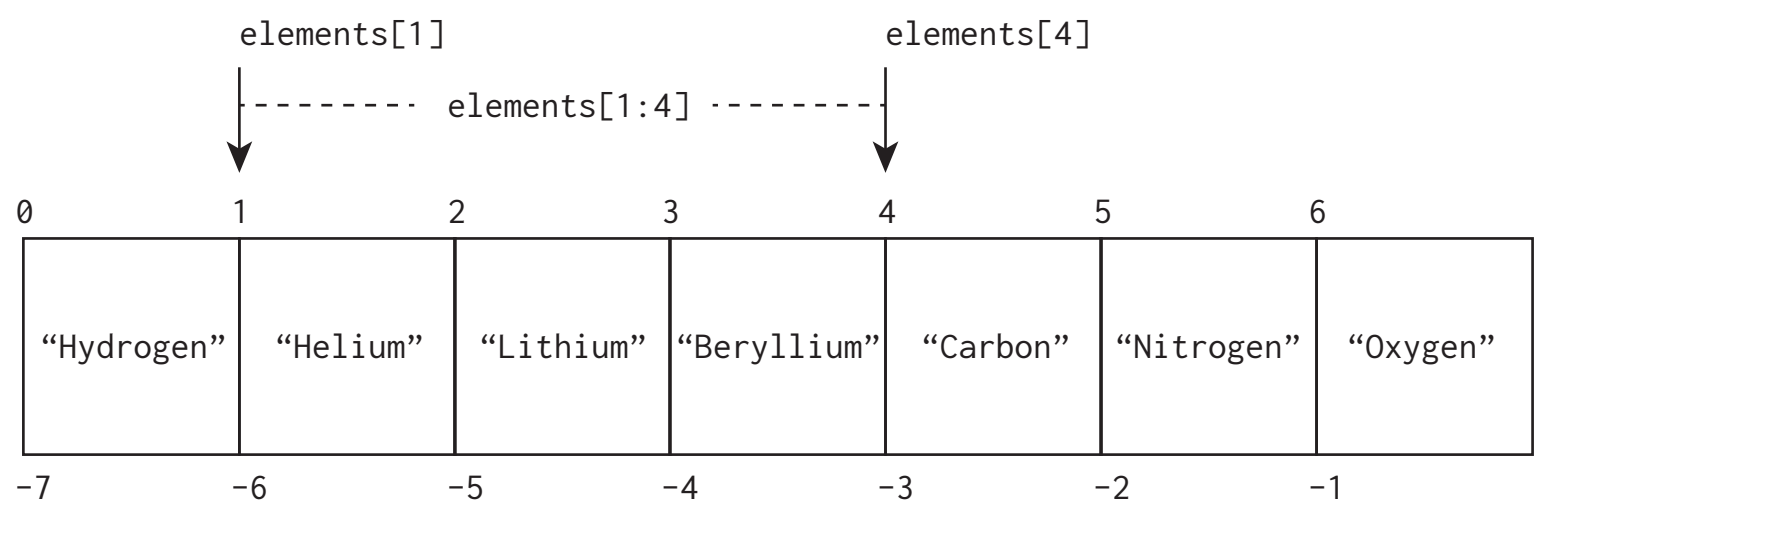 elements[1] elements[4]
elements[1:4]
0 1 2 3 4 5 6
“Hydrogen” “Helium” “Lithium” “Beryllium” “Carbon” “Nitrogen” “Oxygen”
−7 −6 −5 −4 −3 −2 −1